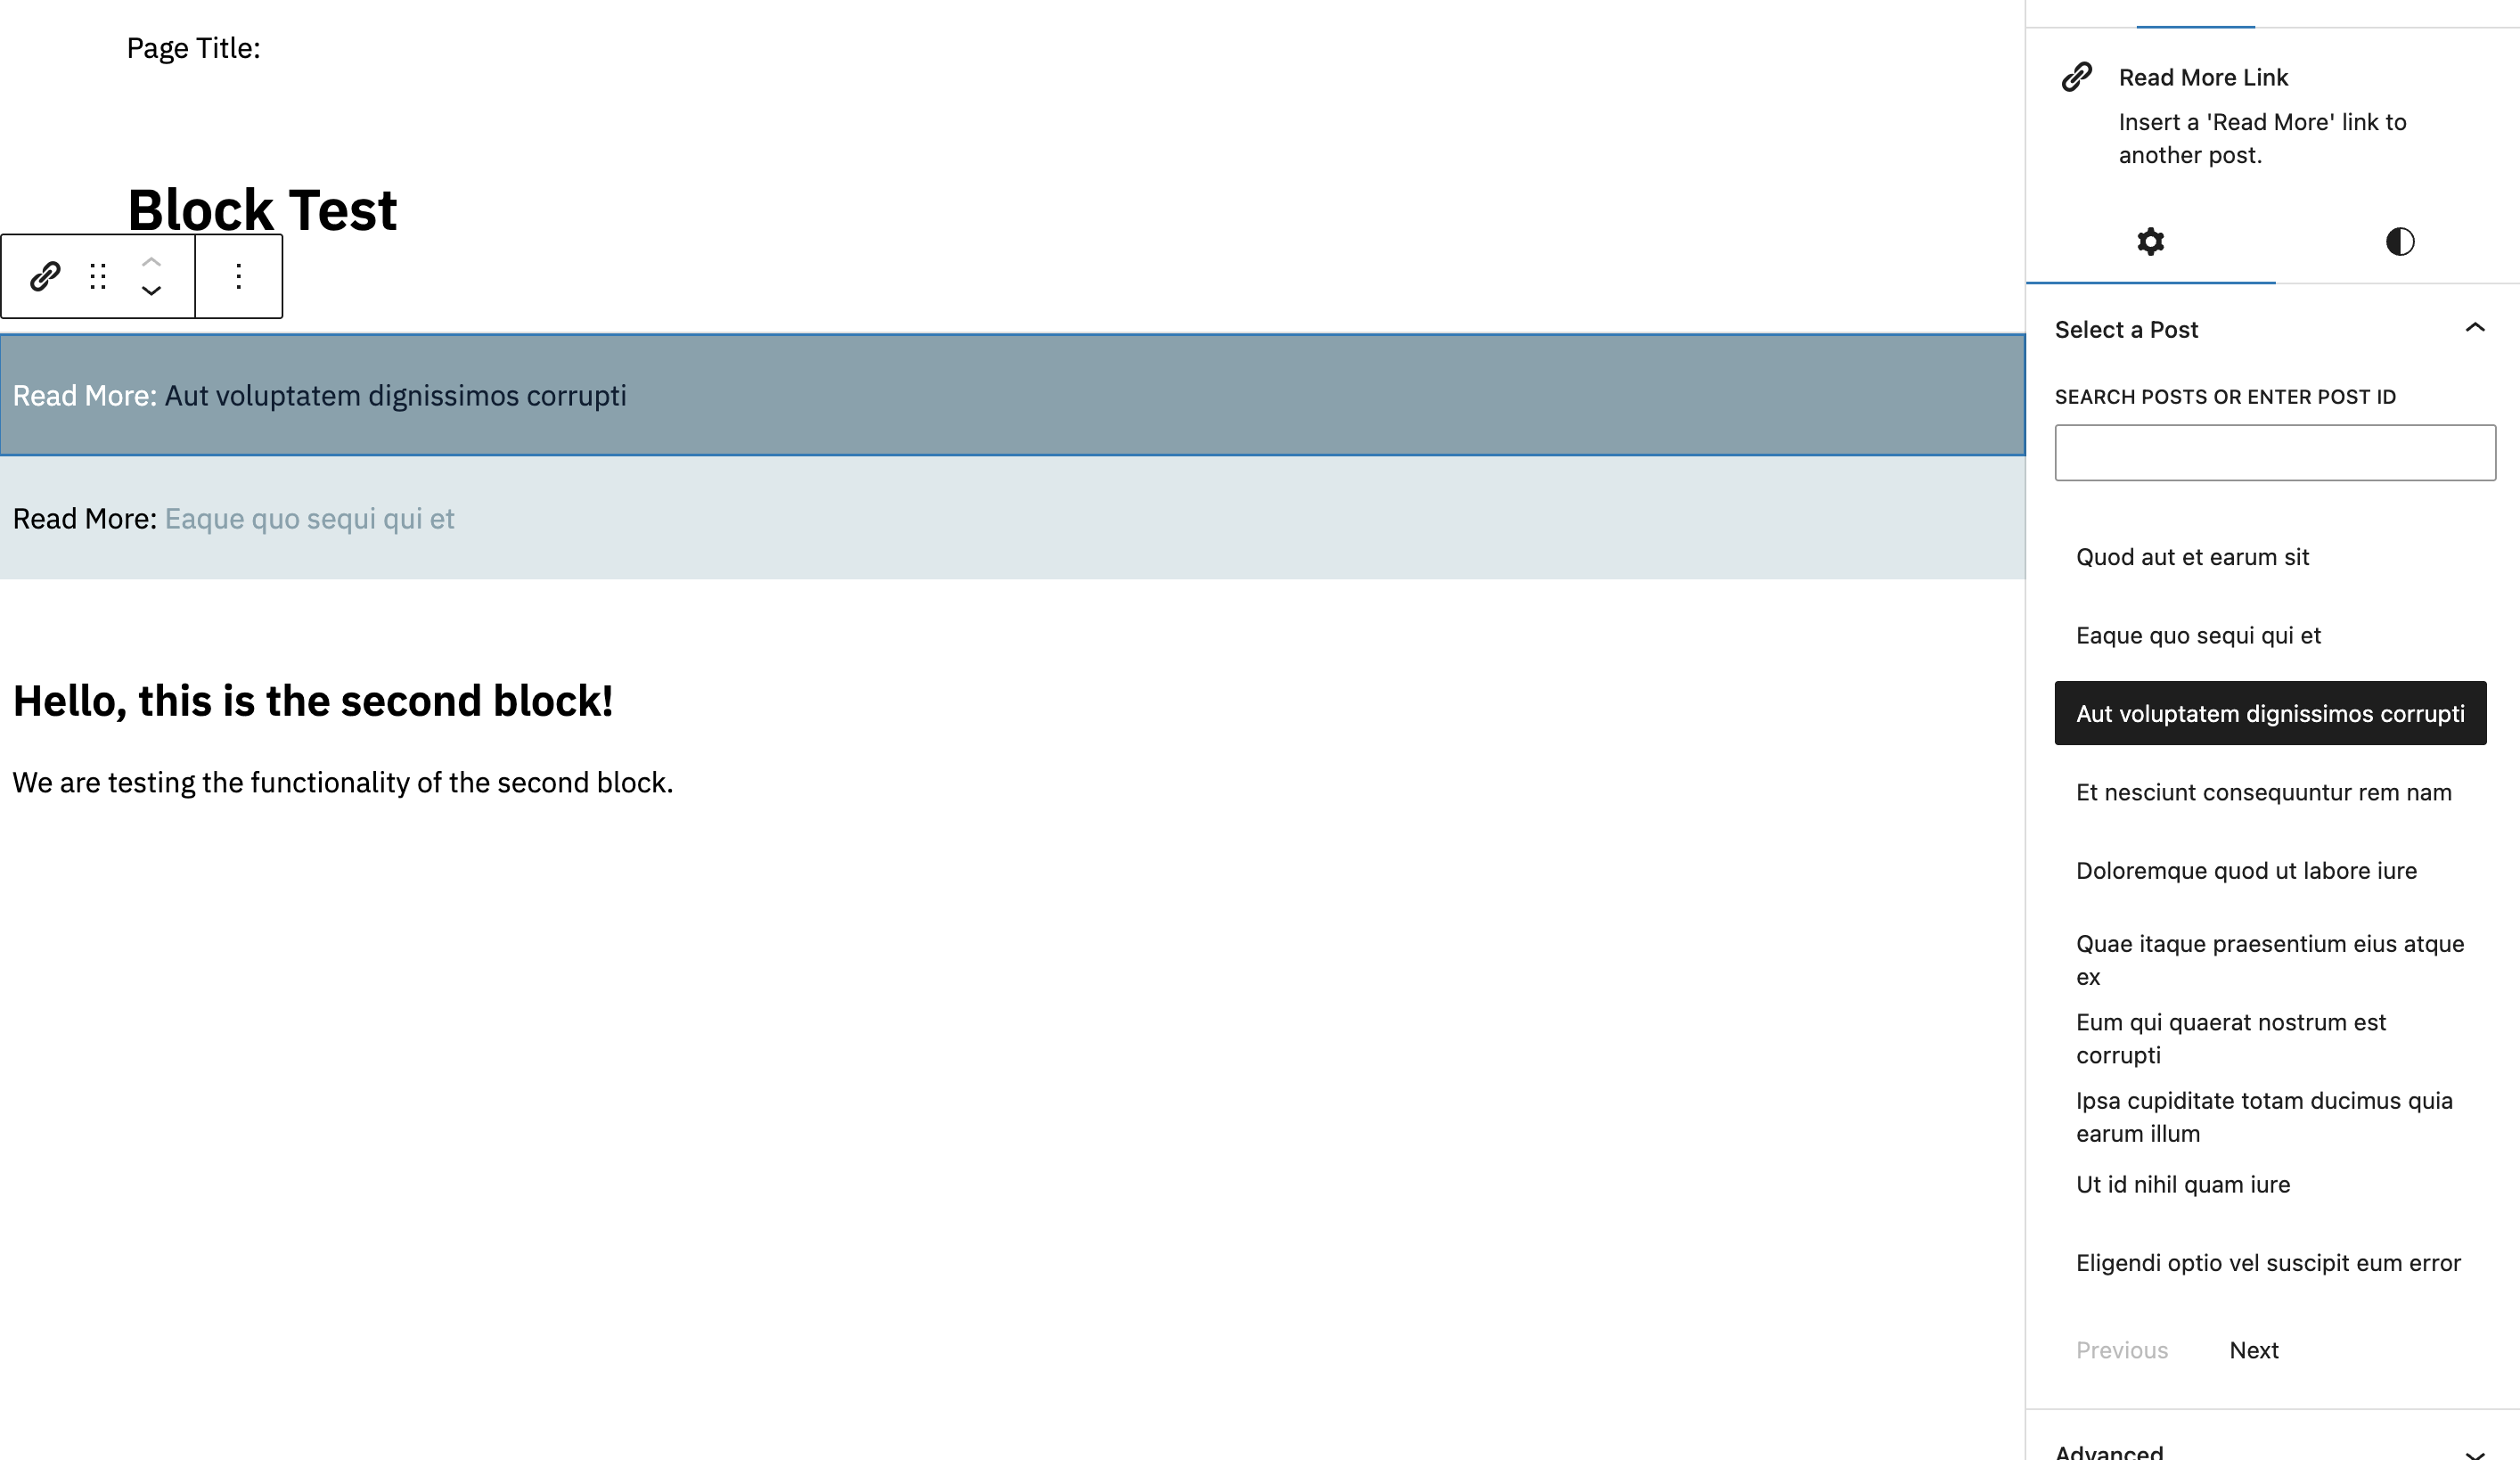 Page Title:
Block Test
Read More: Aut voluptatem dignissimos corrupti
Read More: Eaque quo sequi qui et
Hello, this is the second block!
We are testing the functionality of the second block.
Read More Link
Insert a 'Read More' link to
another post.
Select a Post
SEARCH POSTS OR ENTER POST ID
Quod aut et earum sit
Eaque quo sequi qui et
Aut voluptatem dignissimos corrupti
Et nesciunt consequuntur rem nam
Doloremque quod ut labore iure
Quae itaque praesentium eius atque
ex
Eum qui quaerat nostrum est
corrupti
Ipsa cupiditate totam ducimus quia
earum illum
Ut id nihil quam iure
Eligendi optio vel suscipit eum error
Previous Next
Advanced